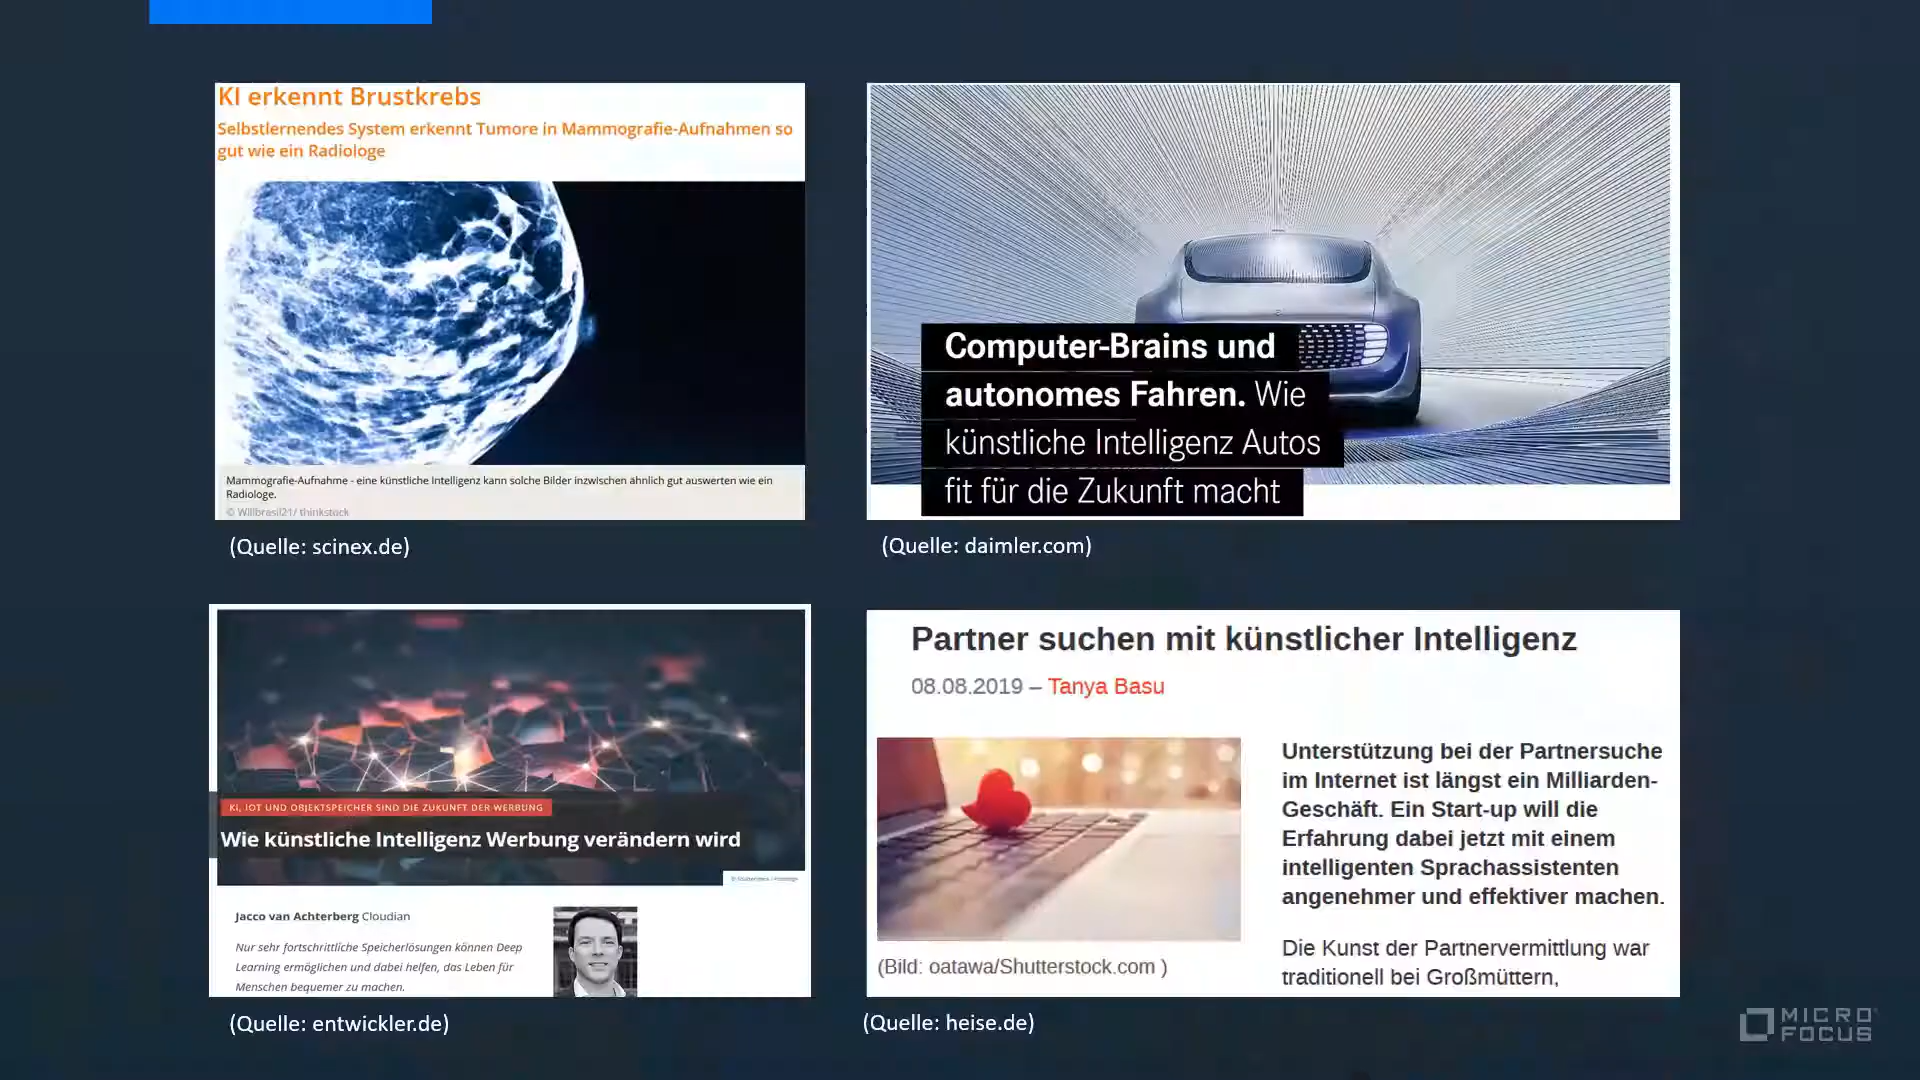 KI erkennt Brustkrebs
Selbstlernendes System erkennt Tumore in Mammografie-Aufnahmen so
gut wie ein Radiologe
Mammografie-Aufnahme - eine künstliche Intelligenz kann solche Bilder inzwischen ähnlich gut auswerten wie ein
Radiologe.
© Willbrasil21/ thinkstock
(Quelle: scinex.de)
Computer-Brains und
autonomes Fahren. Wie
künstliche Intelligenz Autos
fit für die Zukunft macht
(Quelle: daimler.com)
KI, IOT UND OBJEKTSPEICHER SIND DIE ZUKUNFT DER WERBUNG
Wie künstliche Intelligenz Werbung verändern wird
Jacco van Achterberg Cloudian
Nur sehr fortschrittliche Speicherlösungen können Deep
Learning ermöglichen und dabei helfen, das Leben für
Menschen bequemer zu machen.
(Quelle: entwickler.de)
Partner suchen mit künstlicher Intelligenz
08.08.2019 – Tanya Basu
Unterstützung bei der Partnersuche
im Internet ist längst ein Milliarden-
Geschäft. Ein Start-up will die
Erfahrung dabei jetzt mit einem
intelligenten Sprachassistenten
angenehmer und effektiver machen.
Die Kunst der Partnervermittlung war
traditionell bei Großmüttern,
(Bild: oatawa/Shutterstock.com )
(Quelle: heise.de)
MICRO
FOCUS